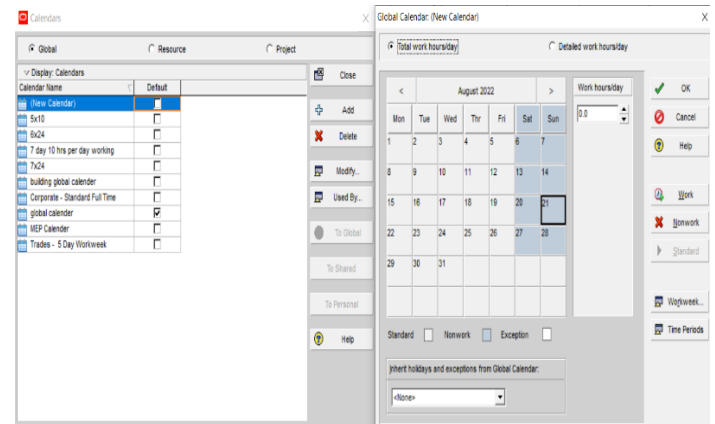 Calendars
Global
Resource
Project
Display: Calendars
Calendar Name
Default
(New Calendar)
5x10
6x24
7 day 10 hrs per day working
7x24
building global calender
Corporate - Standard Full Time
global calender
MEP Calender
Trades - 5 Day Workweek
Close
Add
Delete
Modify...
Used By...
To Global
To Shared
To Personal
Help
Global Calendar: (New Calendar)
Total work hours/day
Detailed work hours/day
< August 2022 >
Mon Tue Wed Thr Fri Sat Sun
1 2 3 4 5 6 7
8 9 10 11 12 13 14
15 16 17 18 19 20 21
22 23 24 25 26 27 28
29 30 31
Work hours/day
0.0
Standard
Nonwork
Exception
Inherit holidays and exceptions from Global Calendar:
<None>
OK
Cancel
Help
Work
Nonwork
Standard
Workweek...
Time Periods